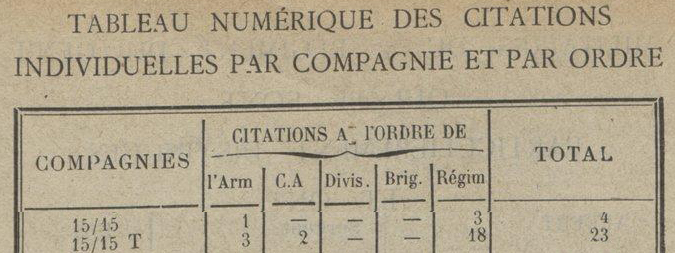 TABLEAU NUMÉRIQUE DES CITATIONS
INDIVIDUELLES PAR COMPAGNIE ET PAR ORDRE
COMPAGNIES CITATIONS A l'ORDRE DE TOTAL
l'Arm C.A Divis. Brig. Régim
15/15 1 — — — 3 4
15/15 T 3 2 — — 18 23